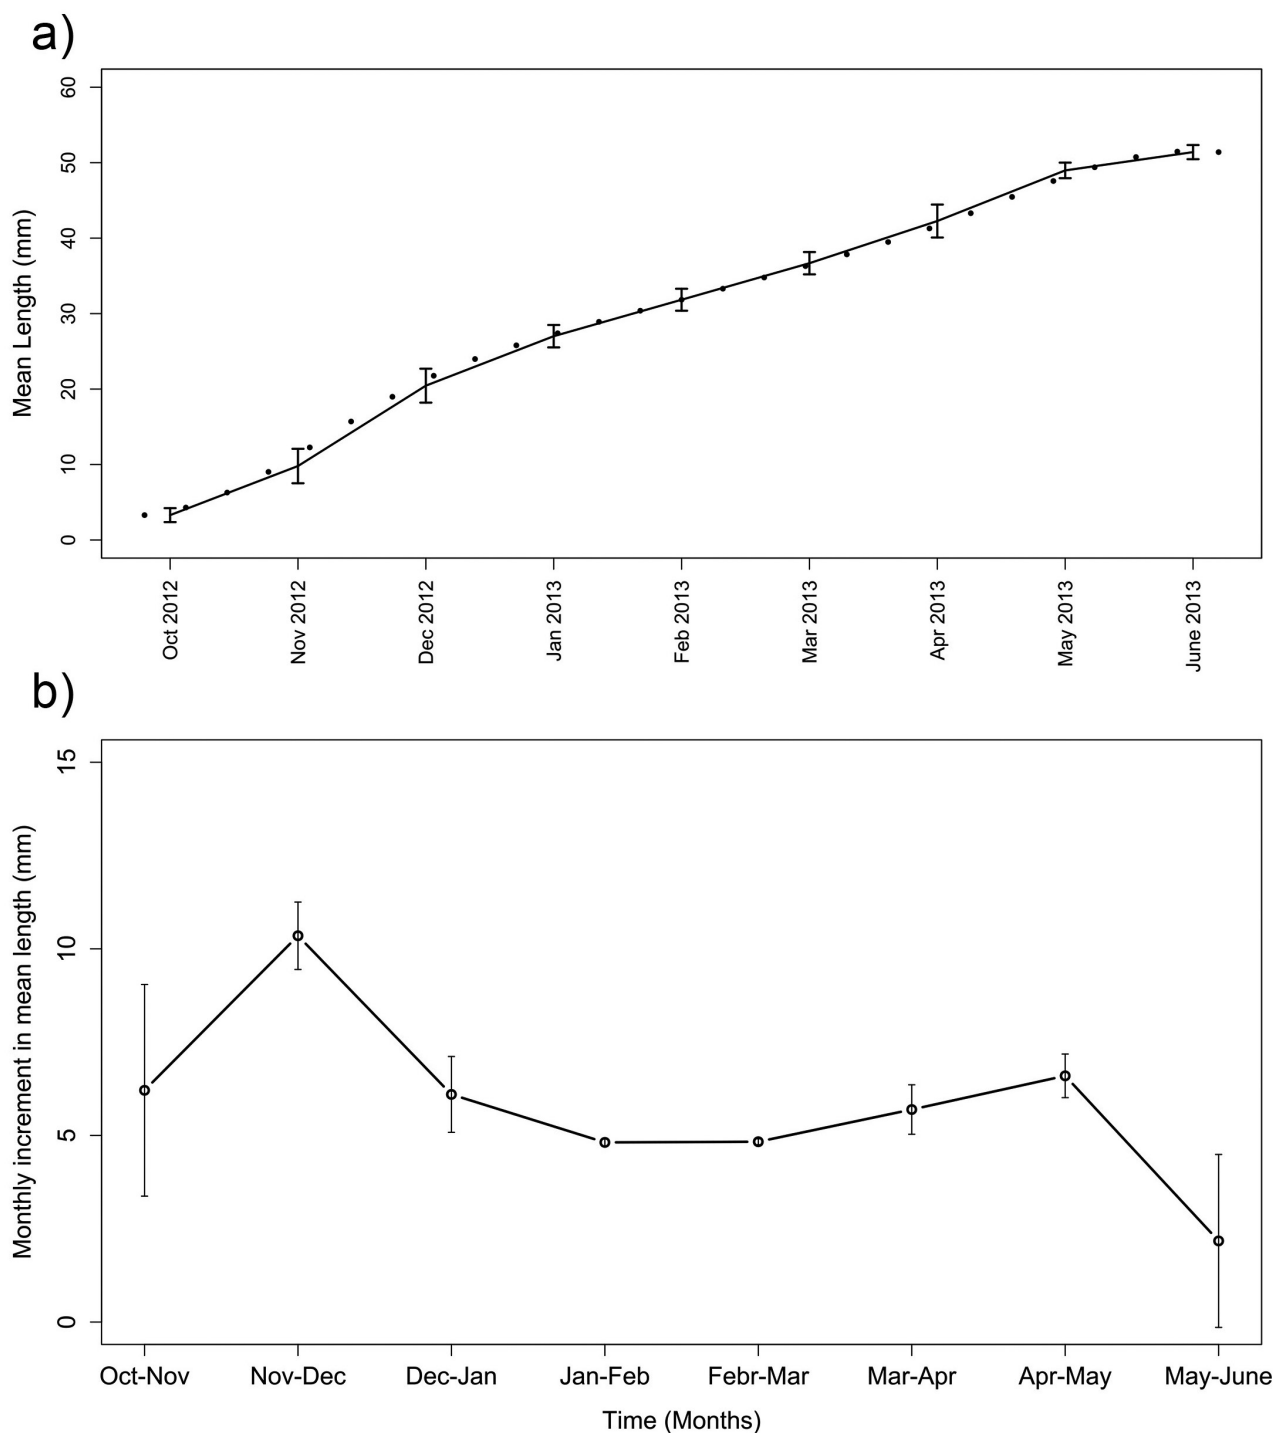 a)
Mean Length (mm)
60
50
40
30
20
10
0
Oct 2012
Nov 2012
Dec 2012
Jan 2013
Feb 2013
Mar 2013
Apr 2013
May 2013
June 2013
b)
Monthly increment in mean length (mm)
15
10
5
0
Oct-Nov
Nov-Dec
Dec-Jan
Jan-Feb
Febr-Mar
Mar-Apr
Apr-May
May-June
Time (Months)